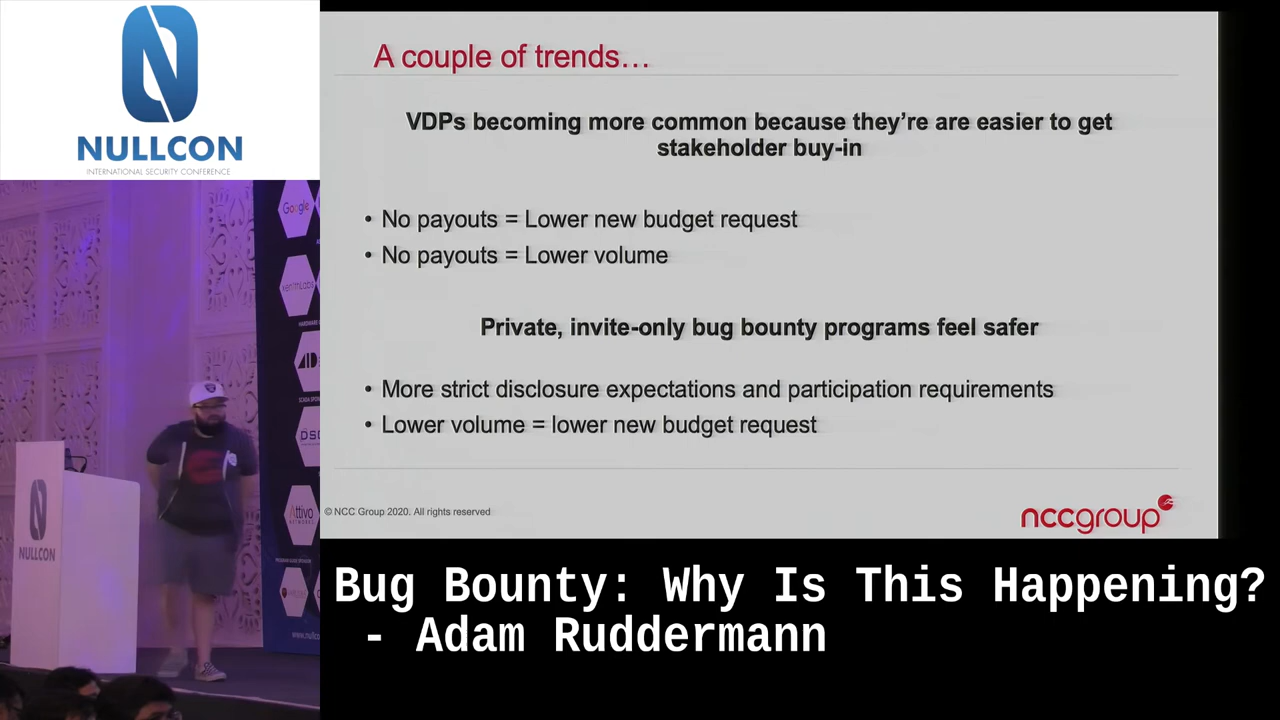 NULLCON
INTERNATIONAL SECURITY CONFERENCE
Google
NULLCON
Attivo
NETWORKS
A couple of trends…
VDPs becoming more common because they’re are easier to get
stakeholder buy-in
• No payouts = Lower new budget request
• No payouts = Lower volume
Private, invite-only bug bounty programs feel safer
• More strict disclosure expectations and participation requirements
• Lower volume = lower new budget request
© NCC Group 2020. All rights reserved
nccgroup
Bug Bounty: Why Is This Happening?
- Adam Ruddermann